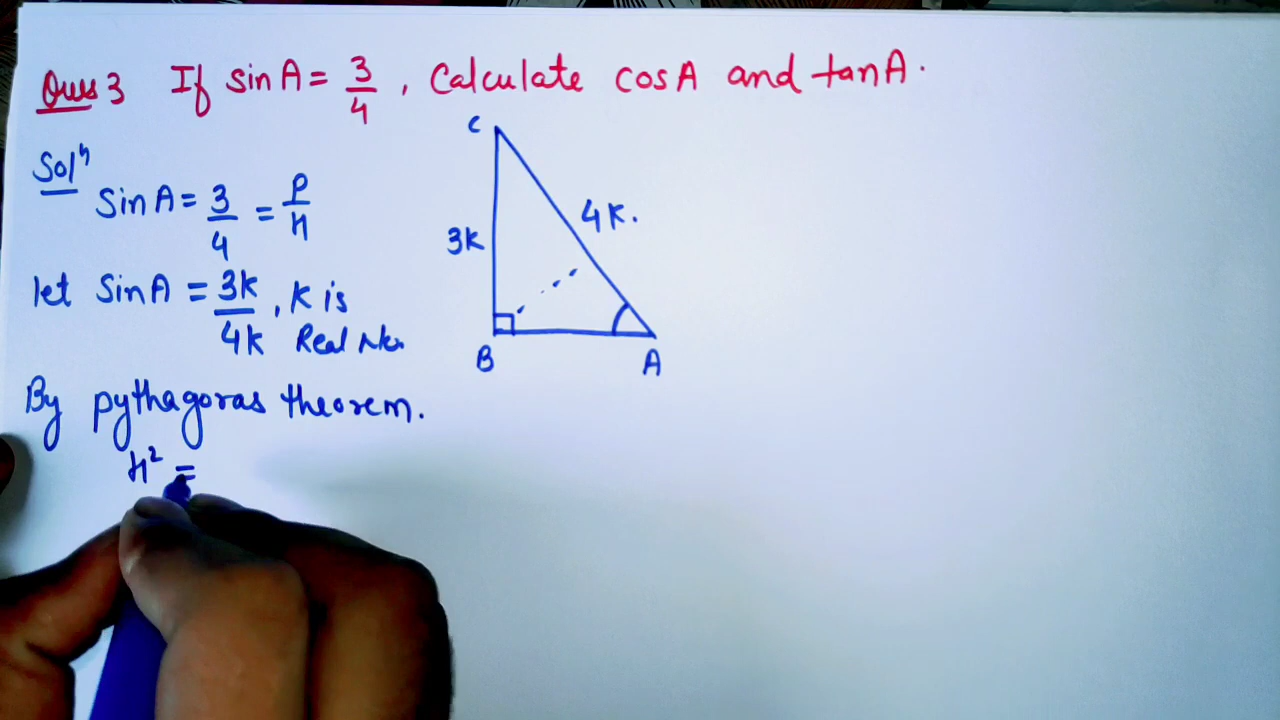 Ques 3 If sin A = 3/4, Calculate cos A and tan A.
Solⁿ
Sin A = 3/4 = P/H
C
4K.
3K
let Sin A = 3K/4K, K is
Real No.
B A
By pythagoras theorem.
H² =